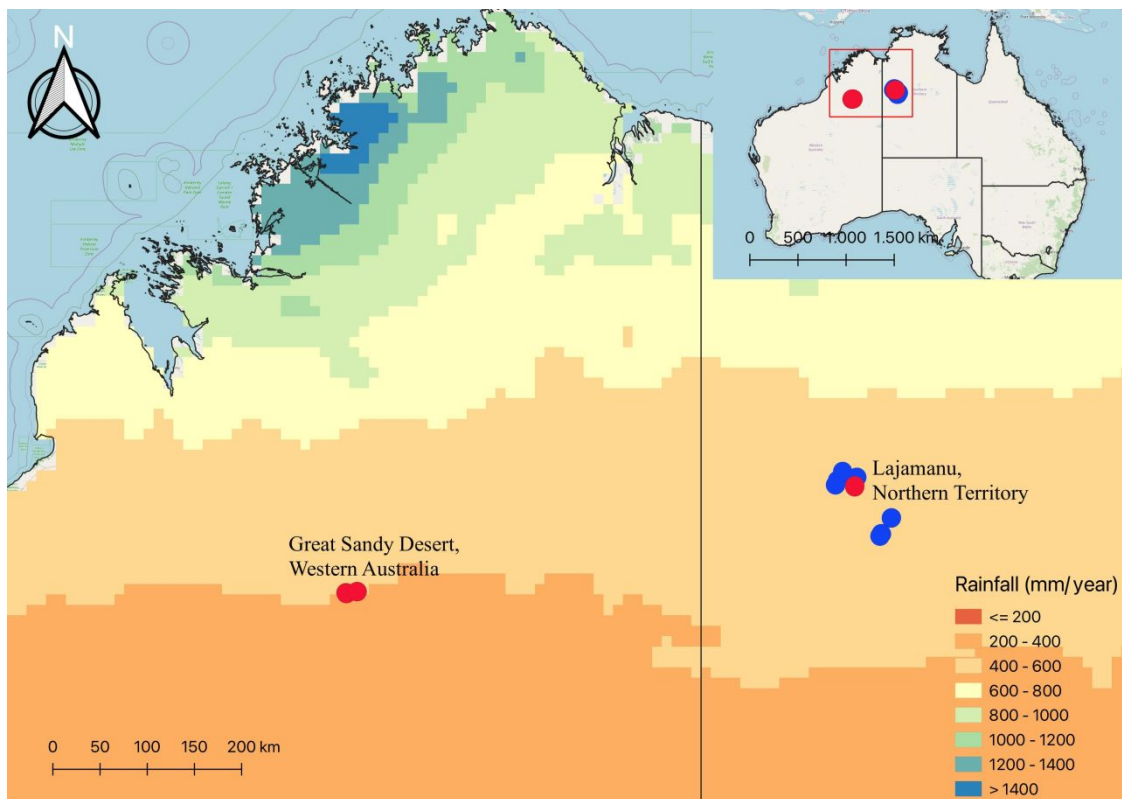 N
0 500 1.000 1.500 km
Lajamanu,
Northern Territory
Great Sandy Desert,
Western Australia
Rainfall (mm/year)
<= 200
200 - 400
400 - 600
600 - 800
800 - 1000
1000 - 1200
1200 - 1400
> 1400
0 50 100 150 200 km